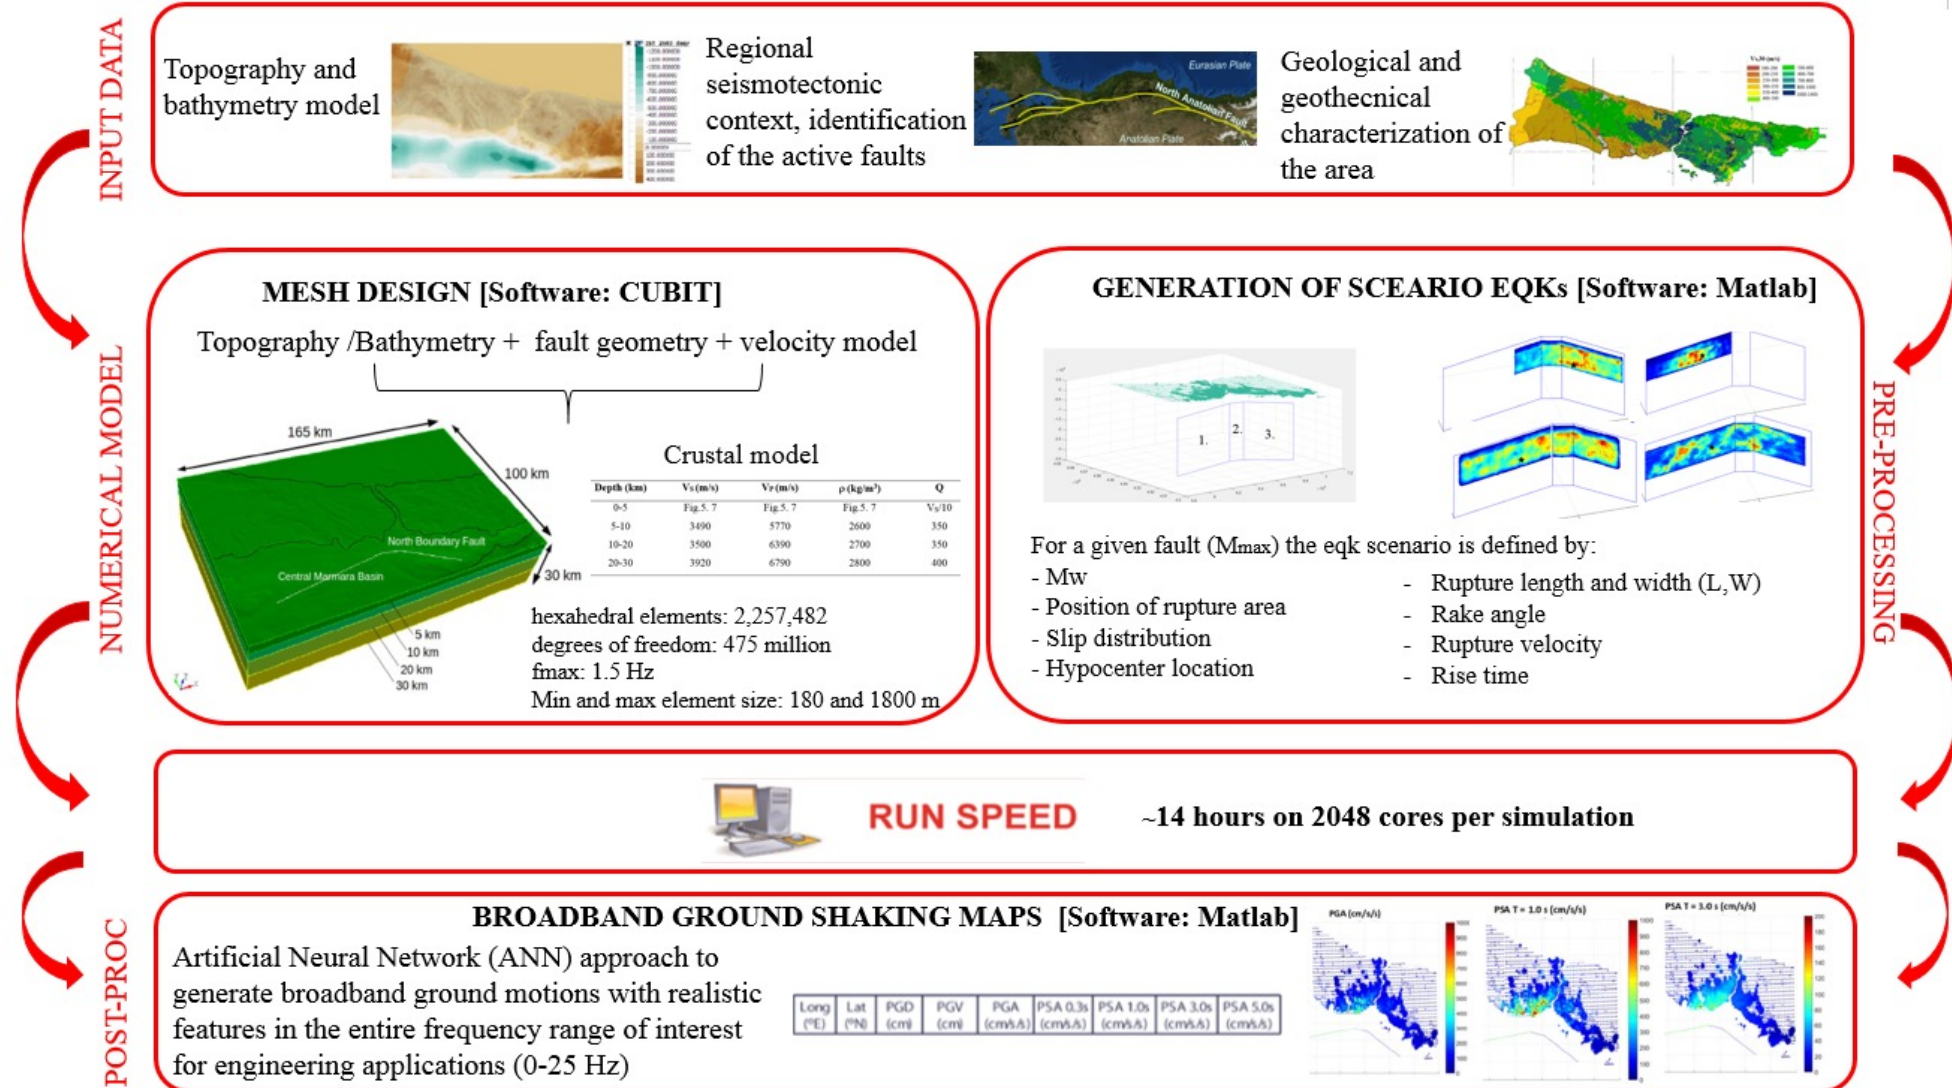 INPUT DATA
Topography and
bathymetry model
Regional
seismotectonic
context, identification
of the active faults
Eurasian Plate
North Anatolian Fault
Anatolian Plate
Geological and
geothecnical
characterization of
the area
NUMERICAL MODEL
MESH DESIGN [Software: CUBIT]
Topography /Bathymetry + fault geometry + velocity model
165 km
100 km
30 km
North Boundary Fault
Central Marmara Basin
5 km
10 km
20 km
30 km
Crustal model
Depth (km) Vs (m/s) VP (m/s) ρ (kg/m³) Q
0-5 Fig.5. 7 Fig.5. 7 Fig.5. 7 Vs/10
5-10 3490 5770 2600 350
10-20 3500 6390 2700 350
20-30 3920 6790 2800 400
hexahedral elements: 2,257,482
degrees of freedom: 475 million
fmax: 1.5 Hz
Min and max element size: 180 and 1800 m
PRE-PROCESSING
GENERATION OF SCEARIO EQKs [Software: Matlab]
1.
2.
3.
For a given fault (Mmax) the eqk scenario is defined by:
- Mw
- Position of rupture area
- Slip distribution
- Hypocenter location
- Rupture length and width (L,W)
- Rake angle
- Rupture velocity
- Rise time
RUN SPEED
~14 hours on 2048 cores per simulation
POST-PROC
BROADBAND GROUND SHAKING MAPS [Software: Matlab]
Artificial Neural Network (ANN) approach to
generate broadband ground motions with realistic
features in the entire frequency range of interest
for engineering applications (0-25 Hz)
Long Lat PGD PGV PGA PSA 0.3s PSA 1.0s PSA 3.0s PSA 5.0s
(ºE) (ºN) (cm) (cm) (cm/s/s) (cm/s/s) (cm/s/s) (cm/s/s) (cm/s/s)
PGA (cm/s/s)
PSA T = 1.0 s (cm/s/s)
PSA T = 3.0 s (cm/s/s)